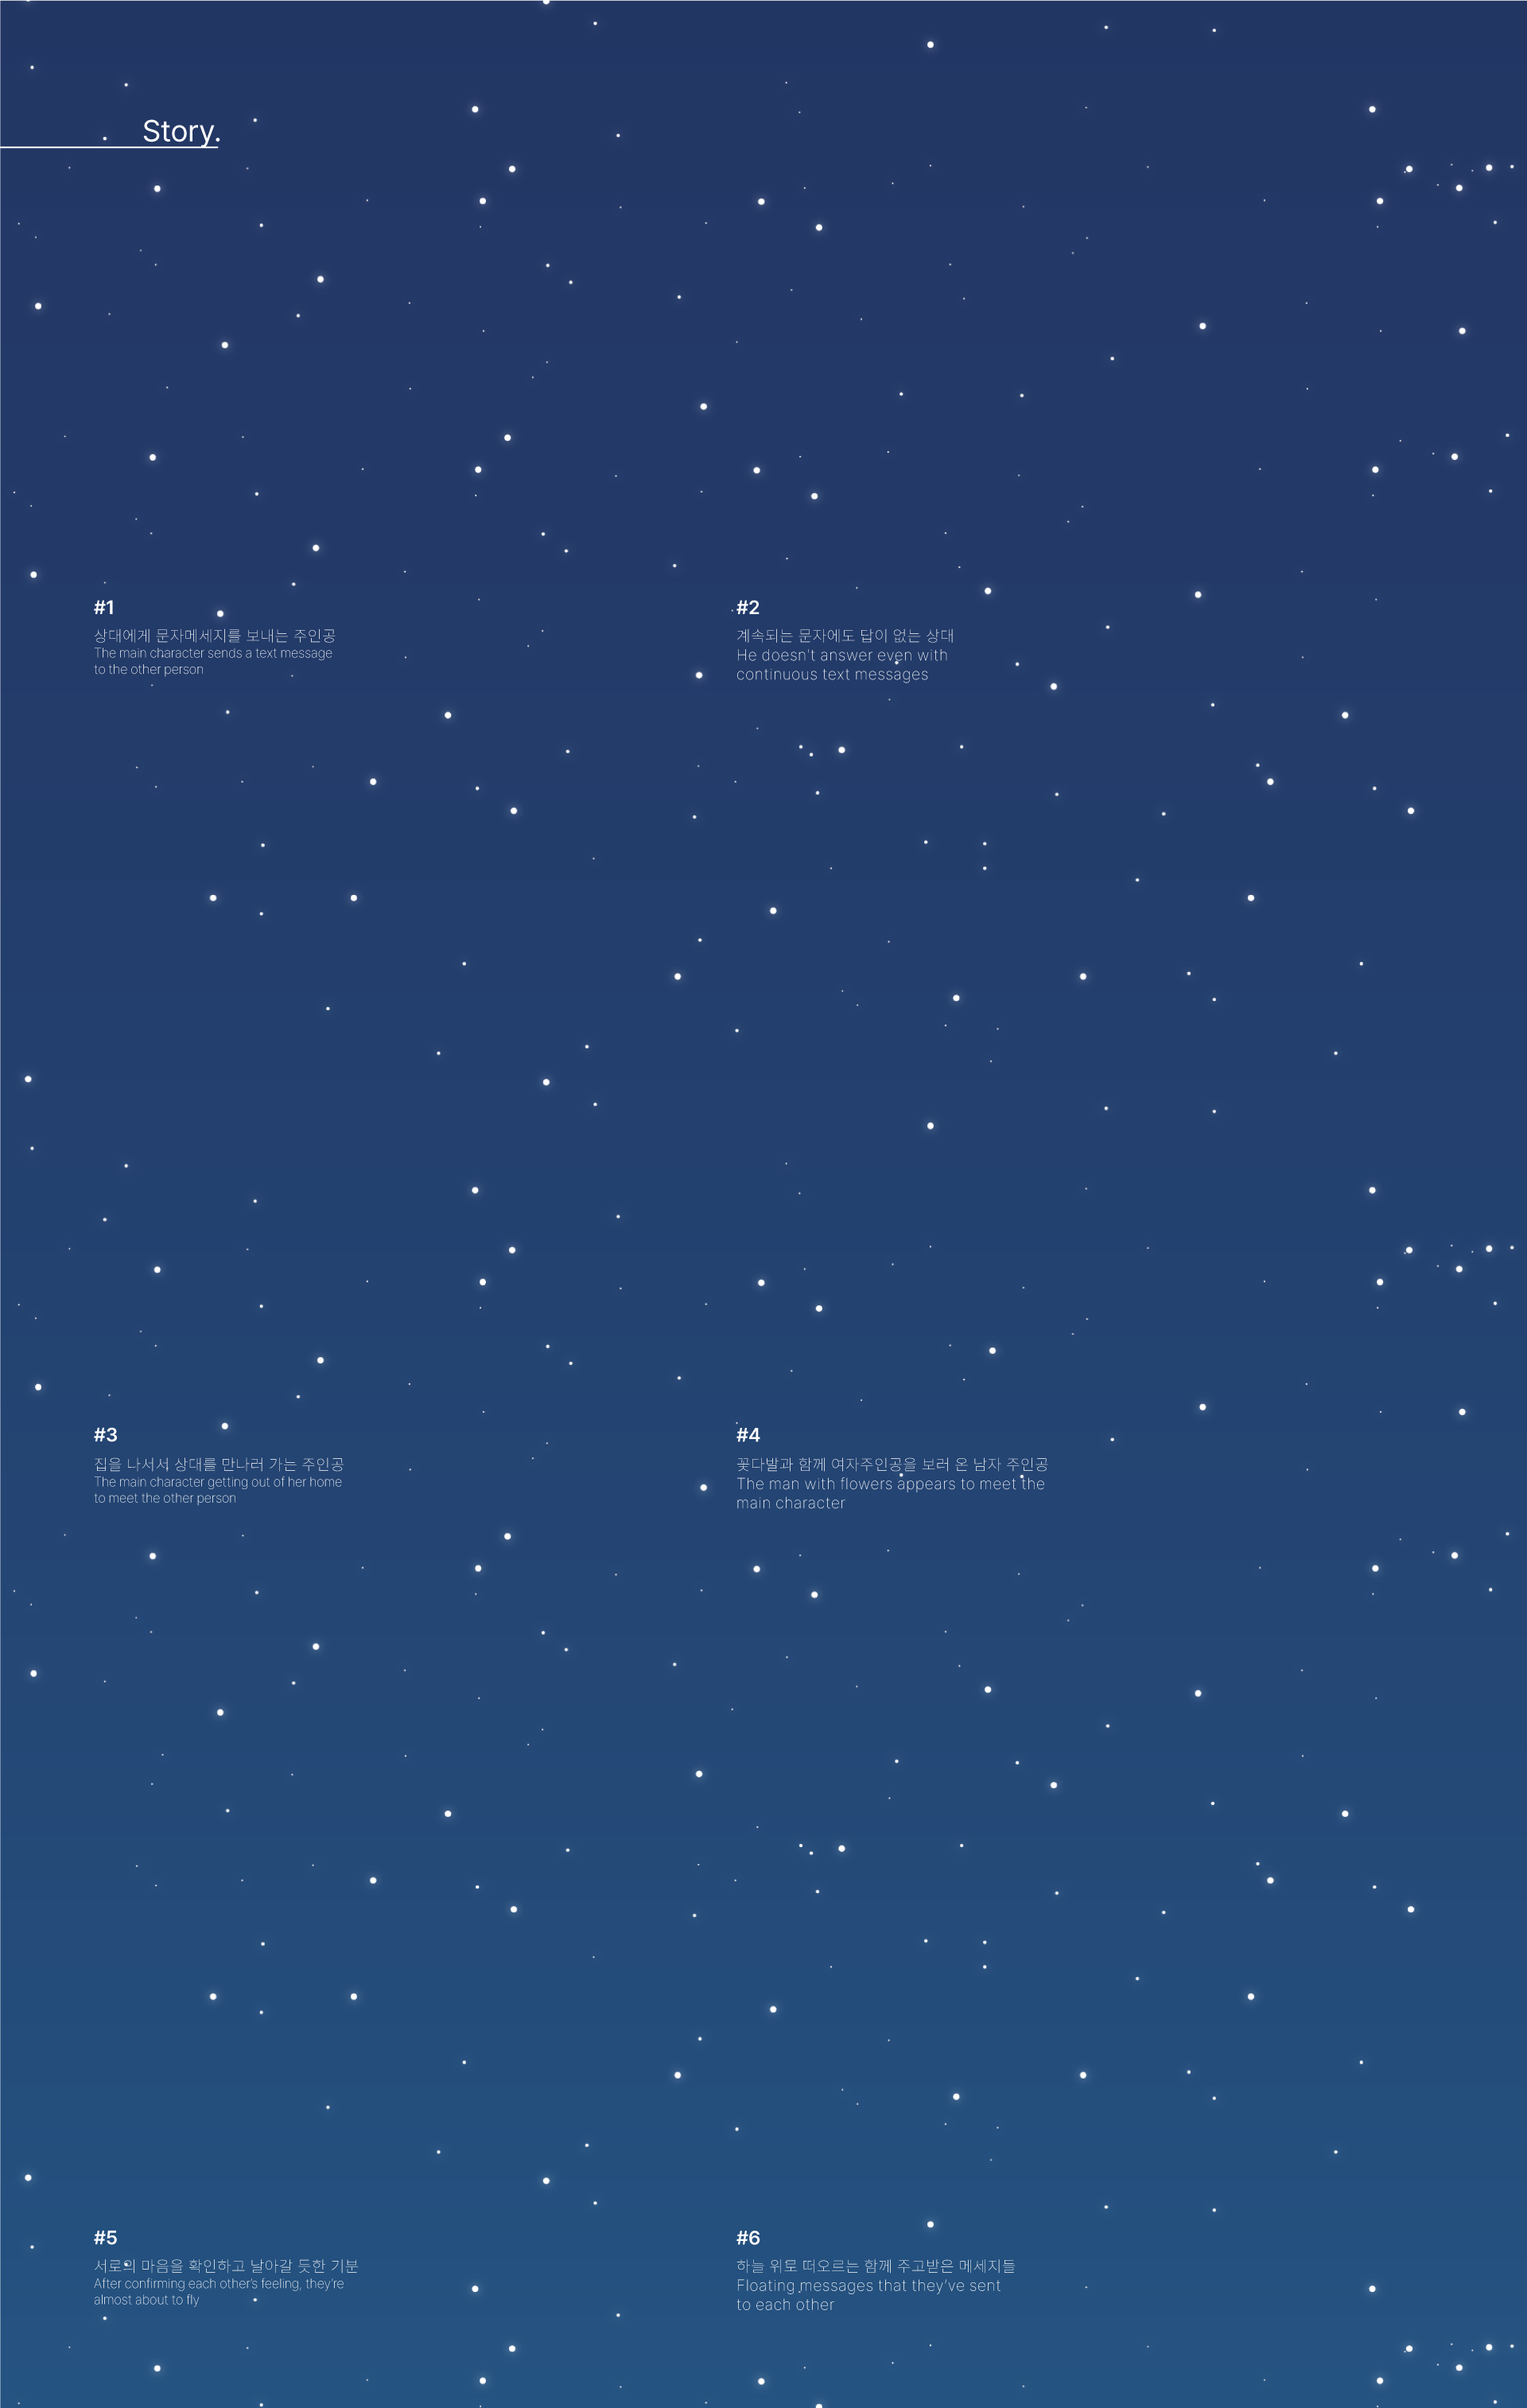 Story.
#1
상대에게 문자메세지를 보내는 주인공
The main character sends a text message
to the other person
#2
계속되는 문자에도 답이 없는 상대
He doesn't answer even with
continuous text messages
#3
집을 나서서 상대를 만나러 가는 주인공
The main character getting out of her home
to meet the other person
#4
꽃다발과 함께 여자주인공을 보러 온 남자 주인공
The man with flowers appears to meet the
main character
#5
서로의 마음을 확인하고 날아갈 듯한 기분
After confirming each other's feeling, they're
almost about to fly
#6
하늘 위로 떠오르는 함께 주고받은 메세지들
Floating messages that they've sent
to each other